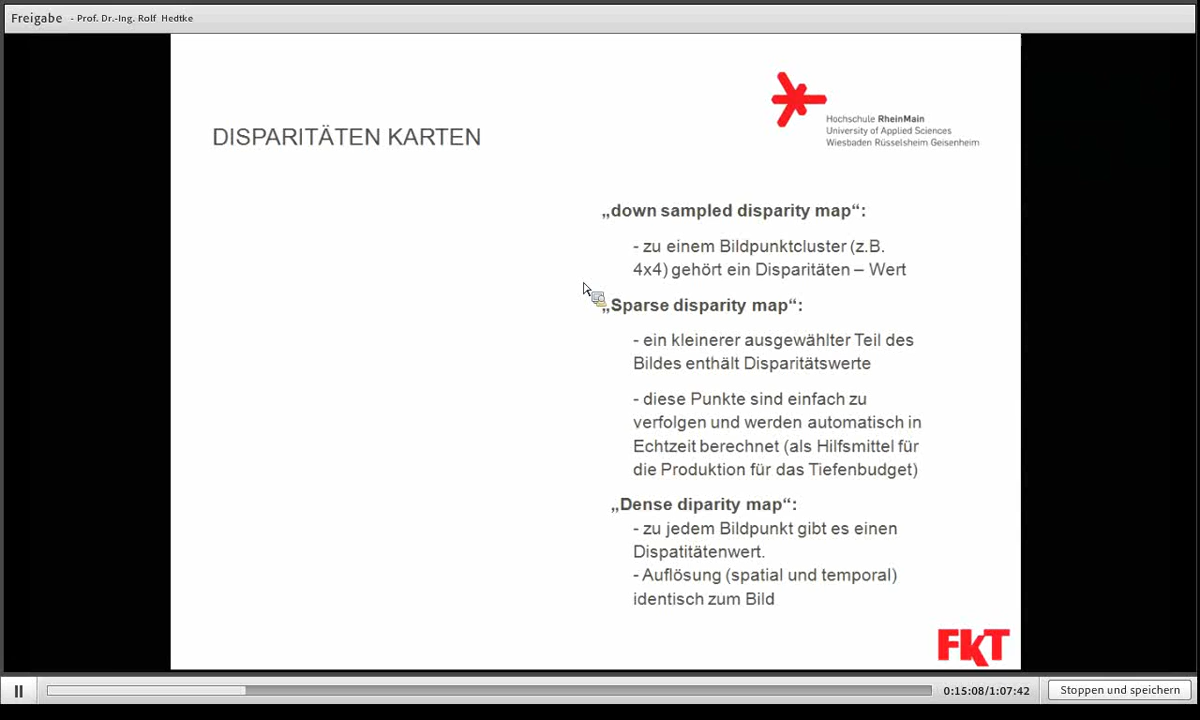 Freigabe - Prof. Dr.-Ing. Rolf Hedtke
Hochschule RheinMain
University of Applied Sciences
Wiesbaden Rüsselsheim Geisenheim
DISPARITÄTEN KARTEN
„down sampled disparity map“:
- zu einem Bildpunktcluster (z.B.
4x4) gehört ein Disparitäten – Wert
„Sparse disparity map“:
- ein kleinerer ausgewählter Teil des
Bildes enthält Disparitätswerte
- diese Punkte sind einfach zu
verfolgen und werden automatisch in
Echtzeit berechnet (als Hilfsmittel für
die Produktion für das Tiefenbudget)
„Dense diparity map“:
- zu jedem Bildpunkt gibt es einen
Dispatitätenwert.
- Auflösung (spatial und temporal)
identisch zum Bild
FKT
0:15:08/1:07:42
Stoppen und speichern